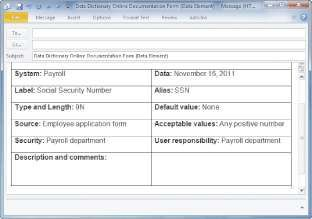 Data Dictionary Online Documentation Form (Data Element) - Message (HT...
File Message Insert Options Format Text Review Add-Ins
To...
Cc...
Subject: Data Dictionary Online Documentation Form (Data Element)
System: Payroll Date: November 15, 2011
Label: Social Security Number Alias: SSN
Type and Length: 9N Default value: None
Source: Employee application form Acceptable values: Any positive number
Security: Payroll department User responsibility: Payroll department
Description and comments: